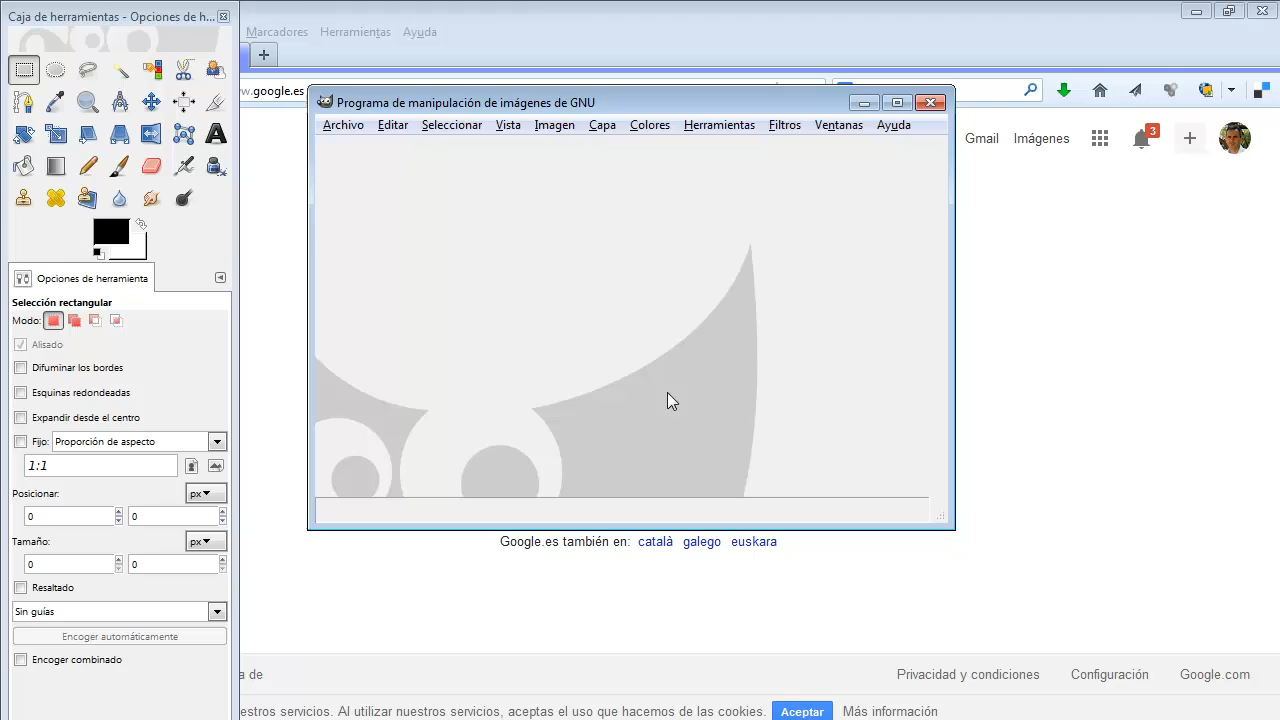 Caja de herramientas - Opciones de h...
Marcadores Herramientas Ayuda
w.google.es
Programa de manipulación de imágenes de GNU
Archivo Editar Seleccionar Vista Imagen Capa Colores Herramientas Filtros Ventanas Ayuda
Gmail Imágenes 3
Opciones de herramienta
Selección rectangular
Modo:
Alisado
Difuminar los bordes
Esquinas redondeadas
Expandir desde el centro
Fijo: Proporción de aspecto
1:1
Posicionar: px
0 0
Tamaño: px
0 0
Resaltado
Sin guías
Encoger automáticamente
Encoger combinado
Google.es también en: català galego euskara
a de
Privacidad y condiciones Configuración Google.com
estros servicios. Al utilizar nuestros servicios, aceptas el uso que hacemos de las cookies. Aceptar Más información